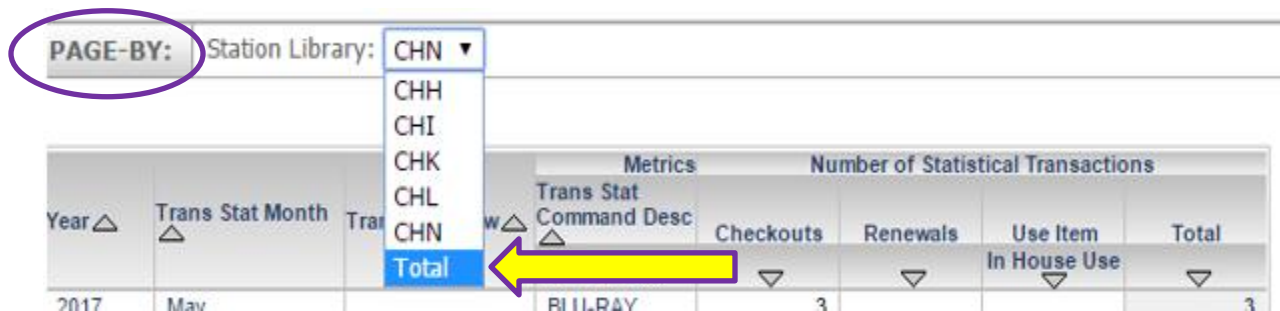 PAGE-BY: Station Library: CHN
CHH
CHI
CHK
CHL
CHN
Total
Metrics Number of Statistical Transactions
Year Trans Stat Month Trans Stat Command Desc Checkouts Renewals Use Item In House Use Total
2017 May BLU-RAY 3 3